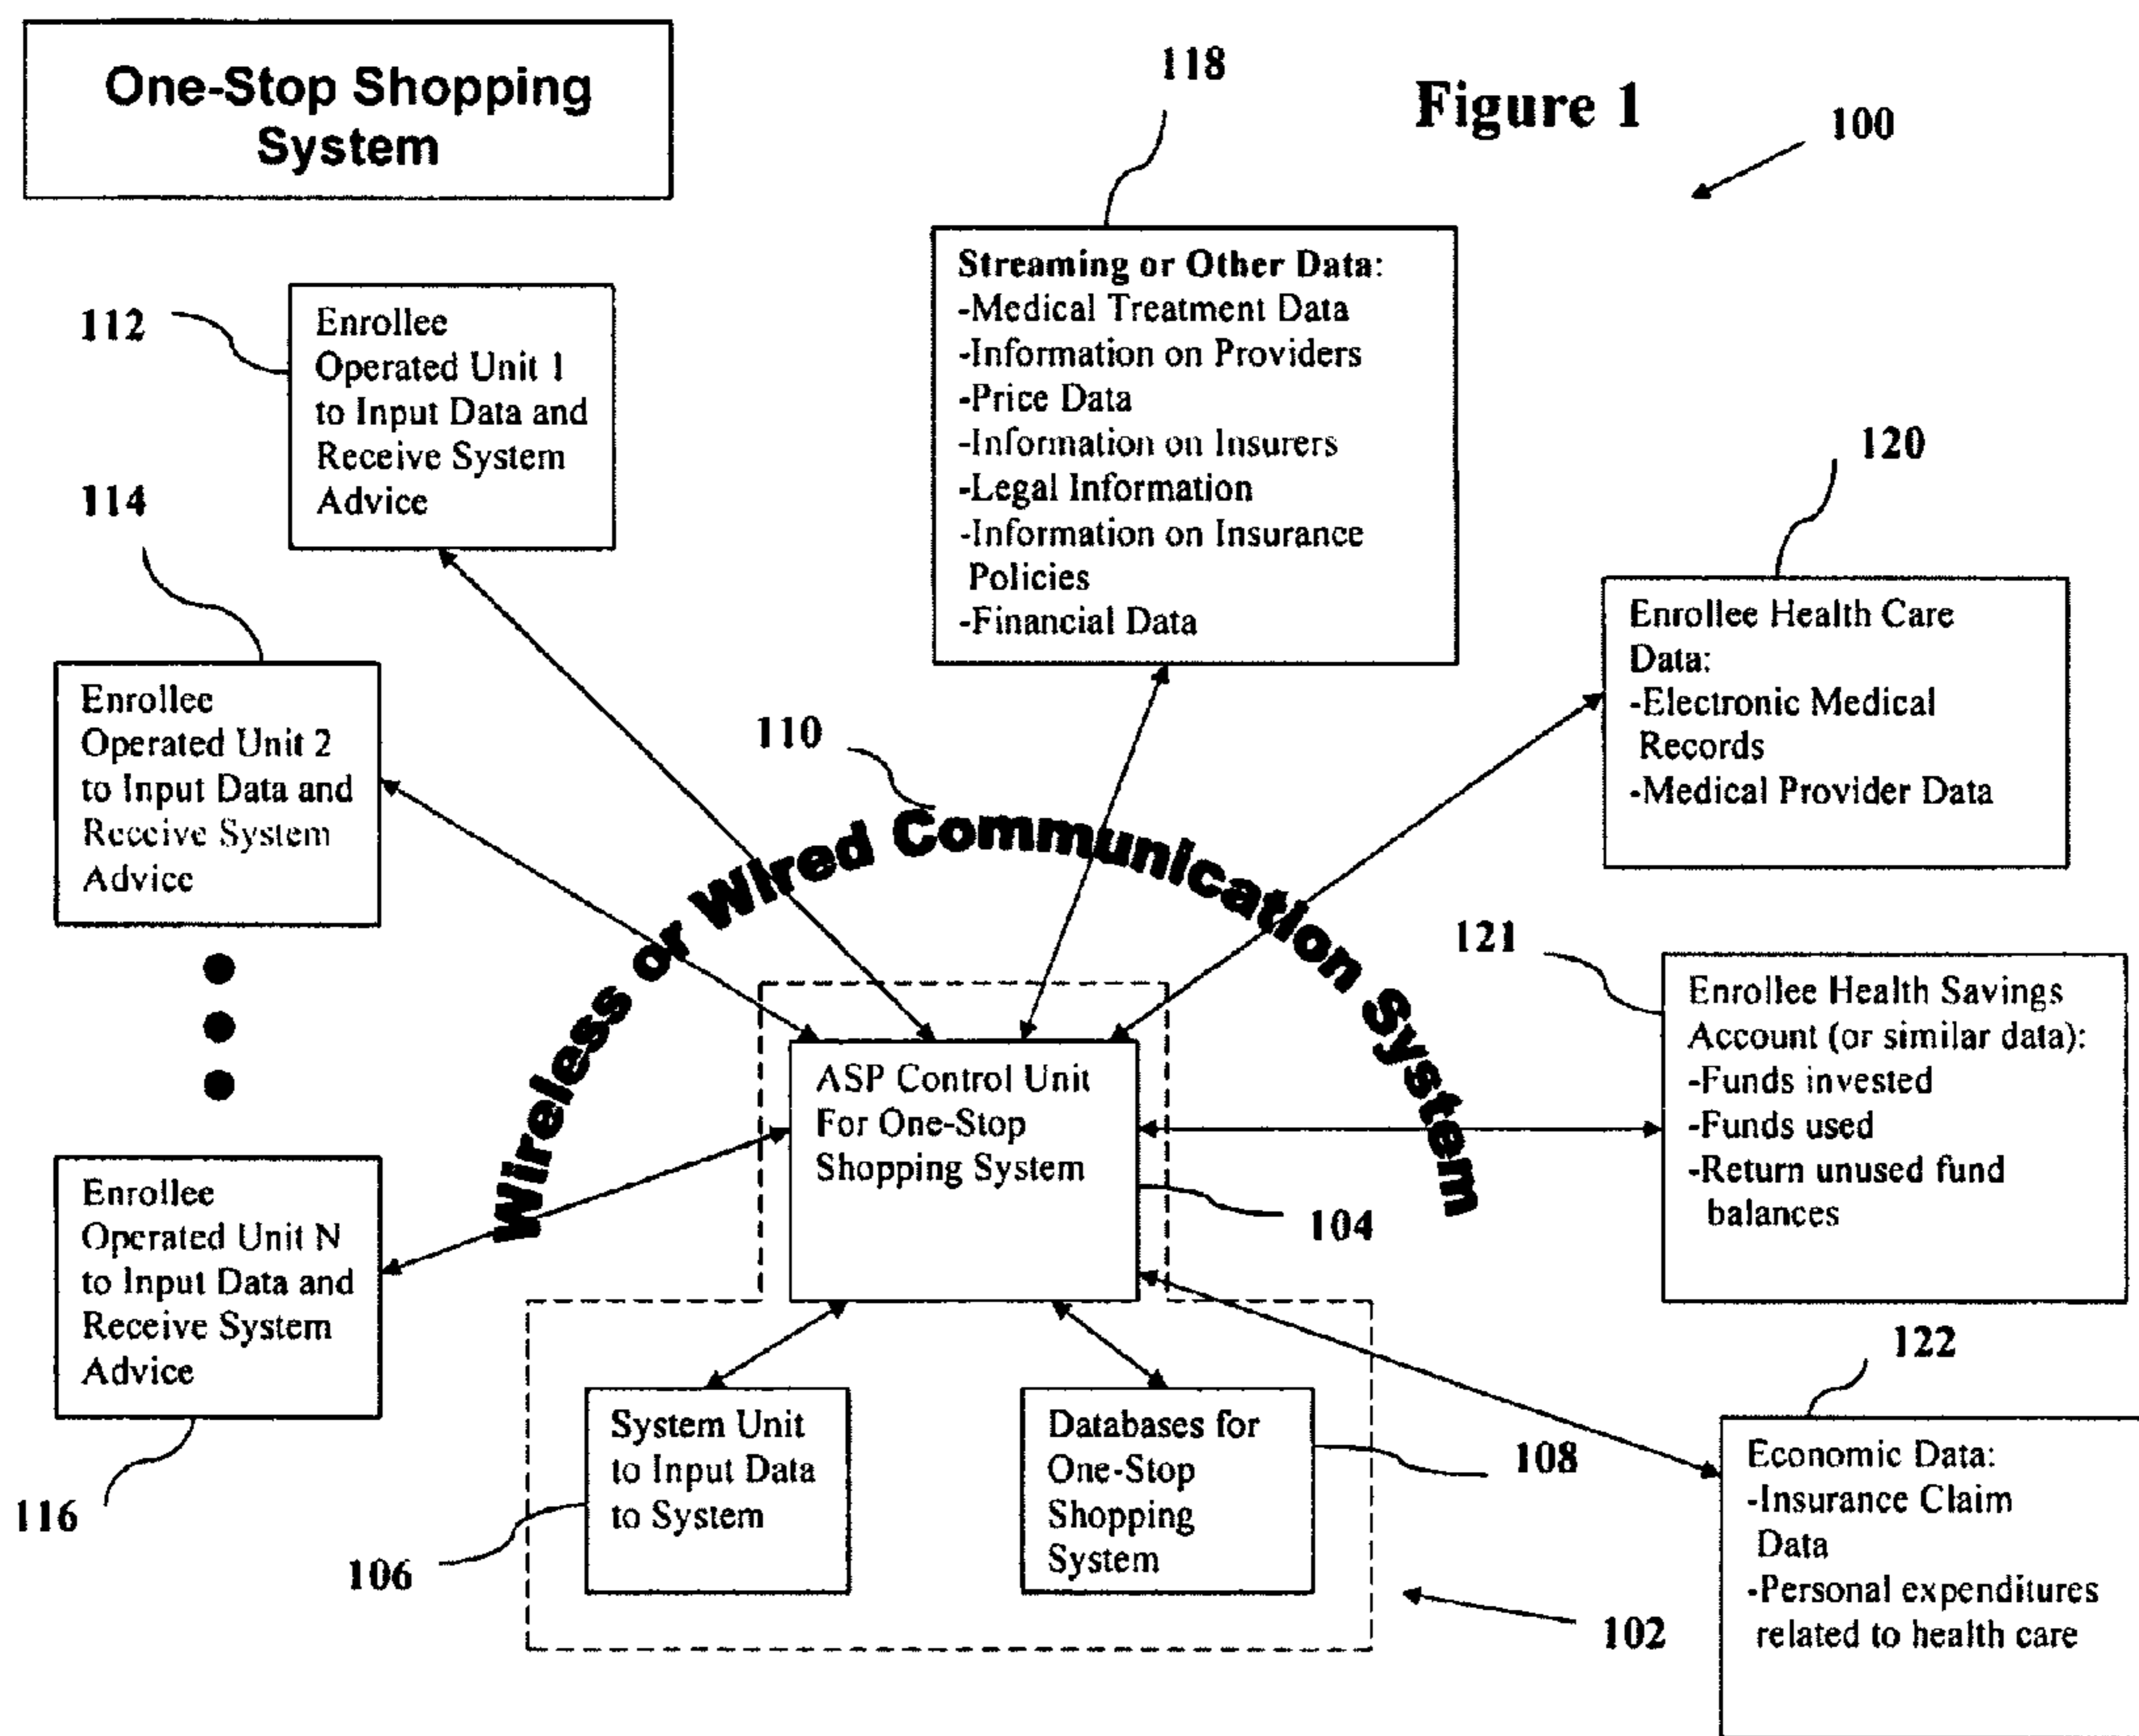 One-Stop Shopping
System
Figure 1
100
118
Streaming or Other Data:
-Medical Treatment Data
-Information on Providers
-Price Data
-Information on Insurers
-Legal Information
-Information on Insurance
Policies
-Financial Data
112
Enrollee
Operated Unit 1
to Input Data and
Receive System
Advice
114
Enrollee
Operated Unit 2
to Input Data and
Receive System
Advice
120
Enrollee Health Care
Data:
-Electronic Medical
Records
-Medical Provider Data
110
Wireless or Wired Communication System
121
Enrollee Health Savings
Account (or similar data):
-Funds invested
-Funds used
-Return unused fund
balances
ASP Control Unit
For One-Stop
Shopping System
104
Enrollee
Operated Unit N
to Input Data and
Receive System
Advice
116
System Unit
to Input Data
to System
106
Databases for
One-Stop
Shopping
System
108
102
122
Economic Data:
-Insurance Claim
Data
-Personal expenditures
related to health care